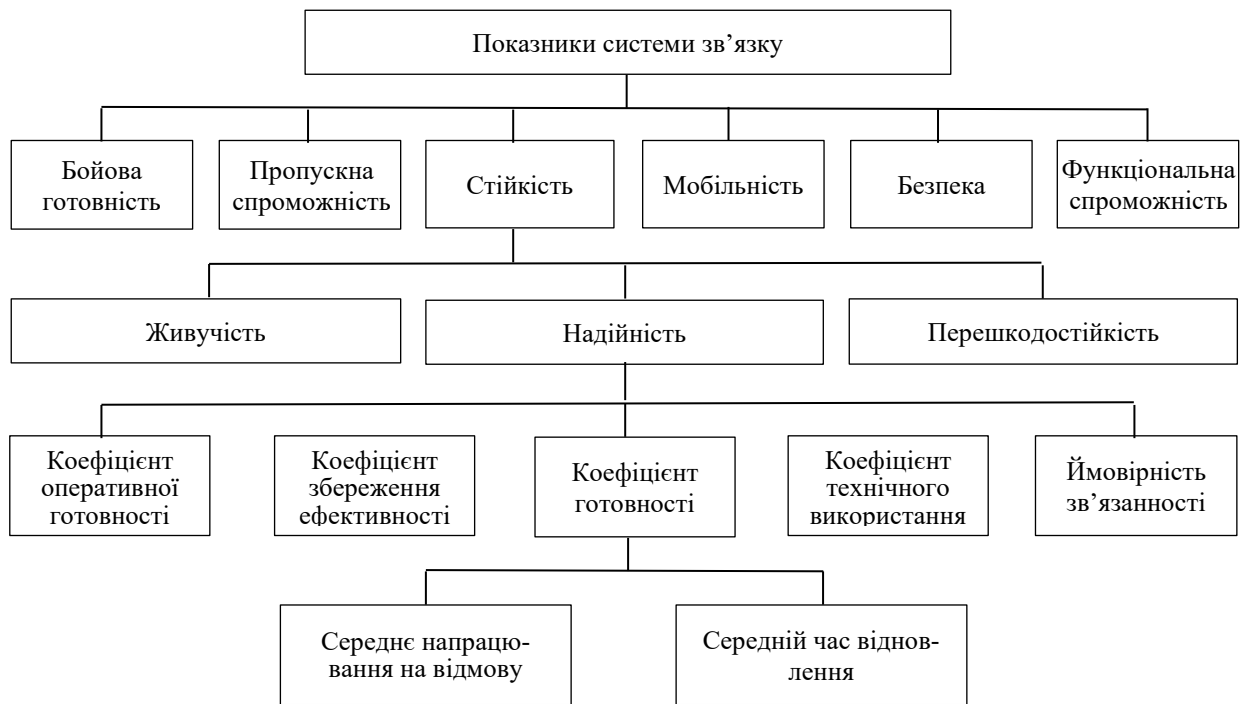 Показники системи зв’язку
Бойова
готовність
Пропускна
спроможність
Стійкість
Мобільність
Безпека
Функціональна
спроможність
Живучість
Надійність
Перешкодостійкість
Коефіцієнт
оперативної
готовності
Коефіцієнт
збереження
ефективності
Коефіцієнт
готовності
Коефіцієнт
технічного
використання
Ймовірність
зв’язанності
Середнє напрацю-
вання на відмову
Середній час віднов-
лення